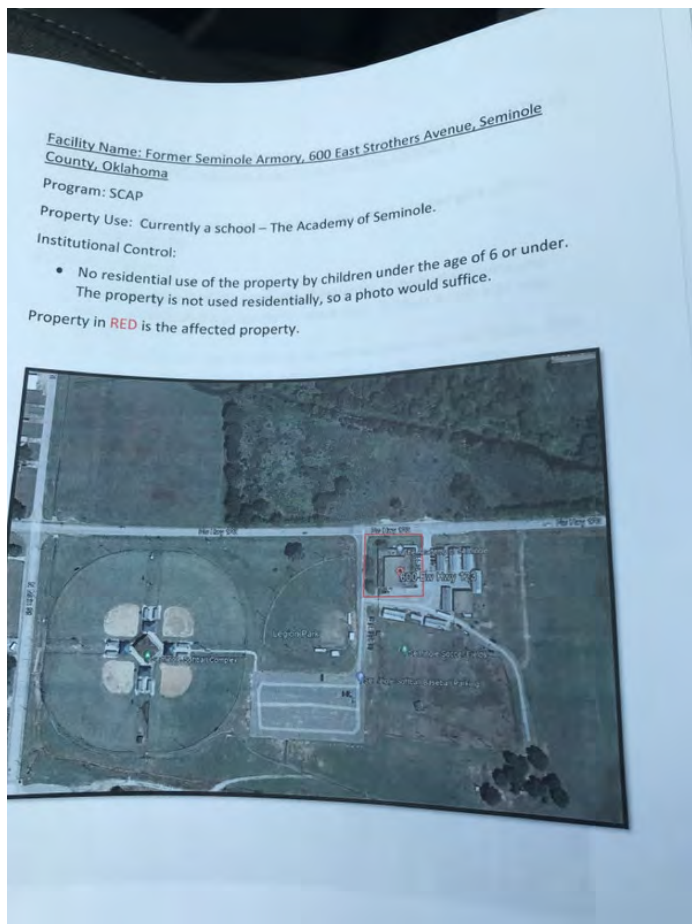 Facility Name: Former Seminole Armory, 600 East Strothers Avenue, Seminole
County, Oklahoma
Program: SCAP
Property Use: Currently a school – The Academy of Seminole.
Institutional Control:
• No residential use of the property by children under the age of 6 or under.
The property is not used residentially, so a photo would suffice.
Property in RED is the affected property.
Legion Park
Seminole Soccer Fields